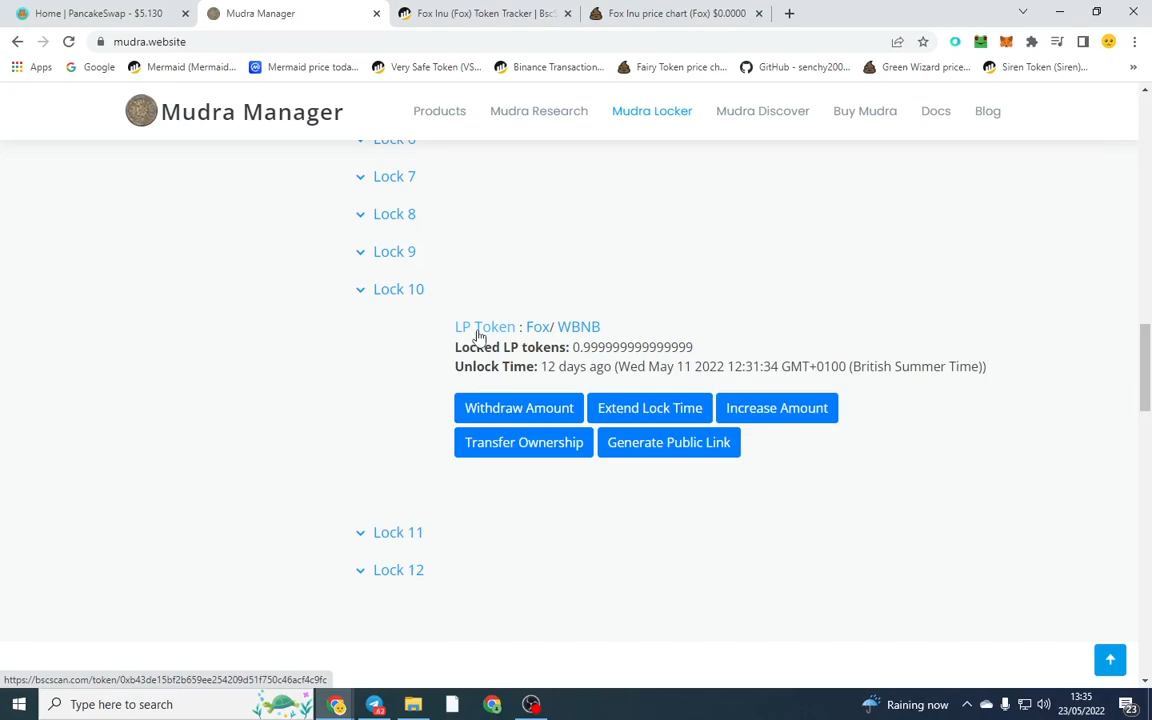 Home | PancakeSwap - $5.130
Mudra Manager
Fox Inu (Fox) Token Tracker | BscS
Fox Inu price chart (Fox) $0.0000
mudra.website
Apps
Google
Mermaid (Mermaid...
Mermaid price toda...
Very Safe Token (VS...
Binance Transaction...
Fairy Token price ch...
GitHub - senchy200...
Green Wizard price...
Siren Token (Siren)...
Mudra Manager
Products
Mudra Research
Mudra Locker
Mudra Discover
Buy Mudra
Docs
Blog
Lock 6
Lock 7
Lock 8
Lock 9
Lock 10
LP Token : Fox/ WBNB
Locked LP tokens: 0.999999999999999
Unlock Time: 12 days ago (Wed May 11 2022 12:31:34 GMT+0100 (British Summer Time))
Withdraw Amount
Extend Lock Time
Increase Amount
Transfer Ownership
Generate Public Link
Lock 11
Lock 12
https://bscscan.com/token/0xb43de15bf2b659ee254209d51f750c46acf4c9fc
Type here to search
Raining now
13:35
23/05/2022
23